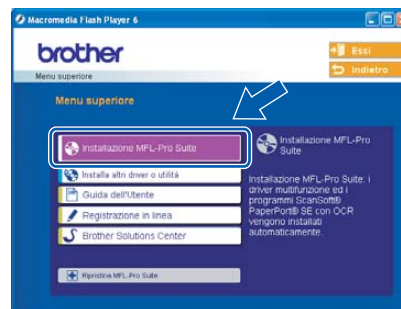 Macromedia Flash Player 6
brother
Esci
Indietro
Menu superiore
Menu superiore
Installazione MFL-Pro Suite
Installa altri driver o utilità
Guida dell'Utente
Registrazione in linea
Brother Solutions Center
Ripristina MFL-Pro Suite
Installazione MFL-Pro
Suite
Installazione MFL-Pro Suite: i
driver multifunzione ed i
programmi ScanSoft®
PaperPort® SE con OCR
vengono installati
automaticamente.